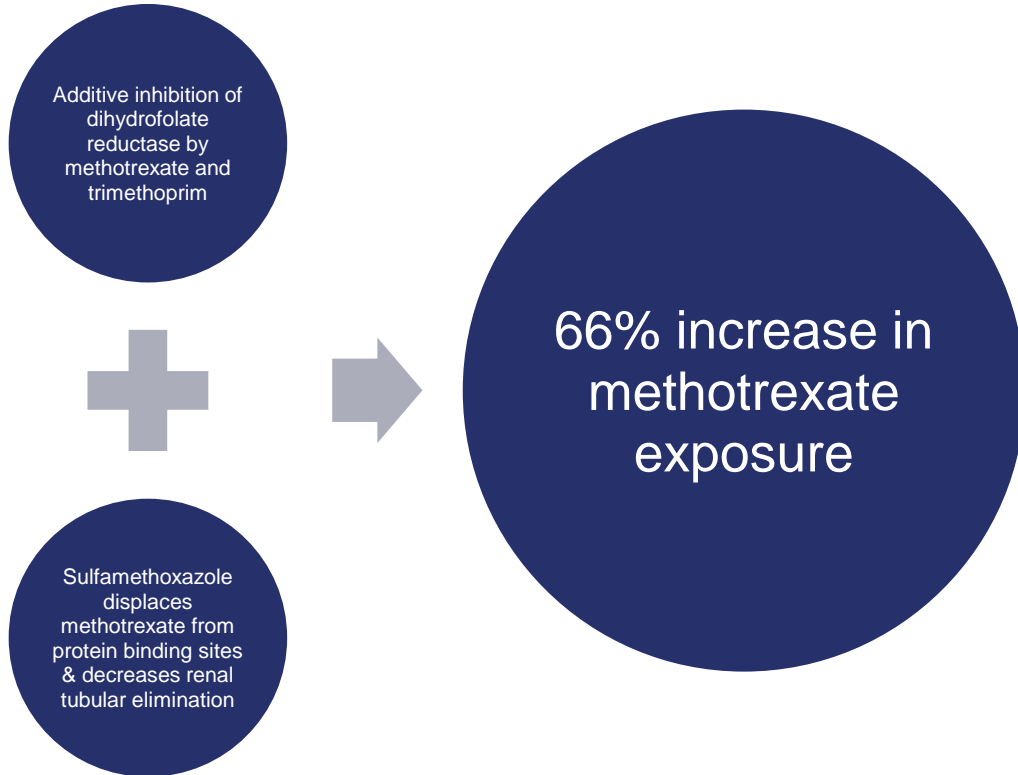 Additive inhibition of
dihydrofolate
reductase by
methotrexate and
trimethoprim
Sulfamethoxazole
displaces
methotrexate from
protein binding sites
& decreases renal
tubular elimination
66% increase in
methotrexate
exposure